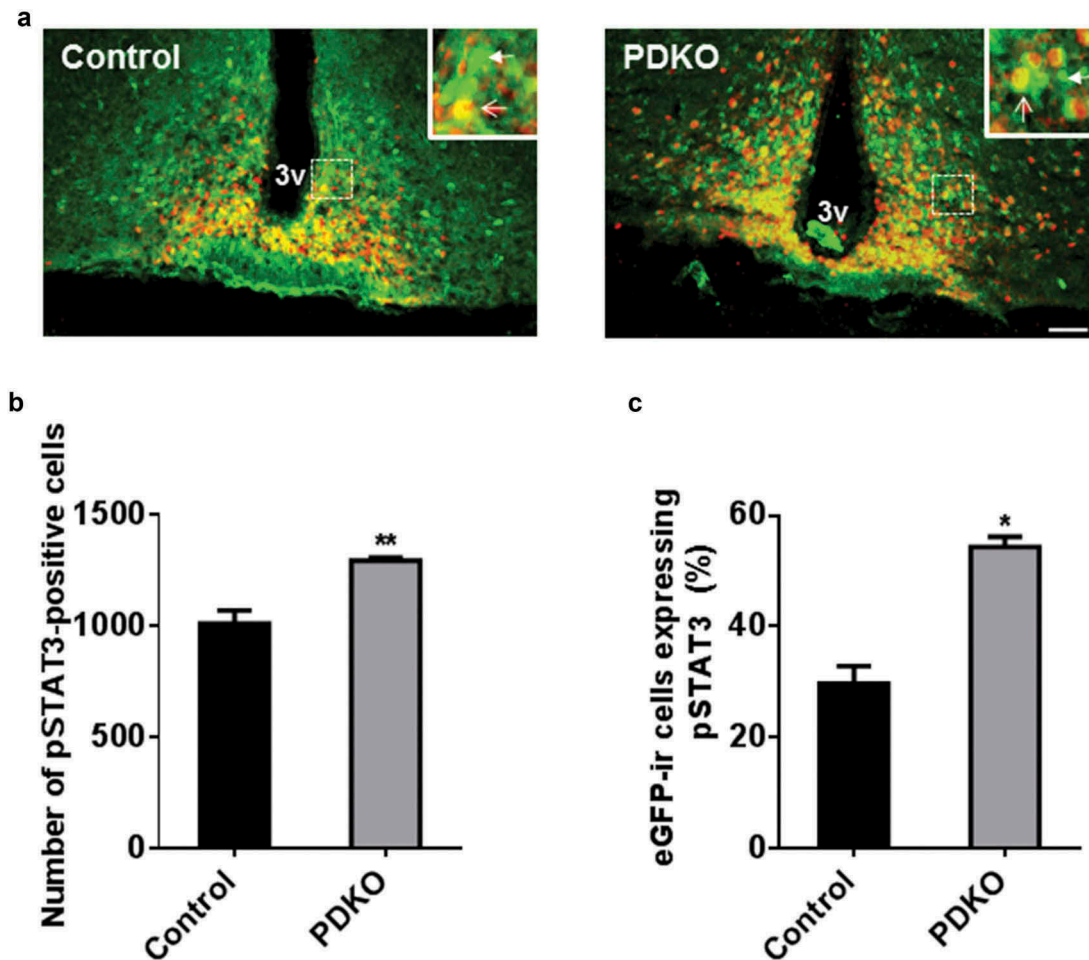 a
Control
3v
PDKO
3v
b
Number of pSTAT3-positive cells
1500
1000
500
0
**
Control
PDKO
c
eGFP-ir cells expressing
pSTAT3 (%)
60
40
20
0
*
Control
PDKO